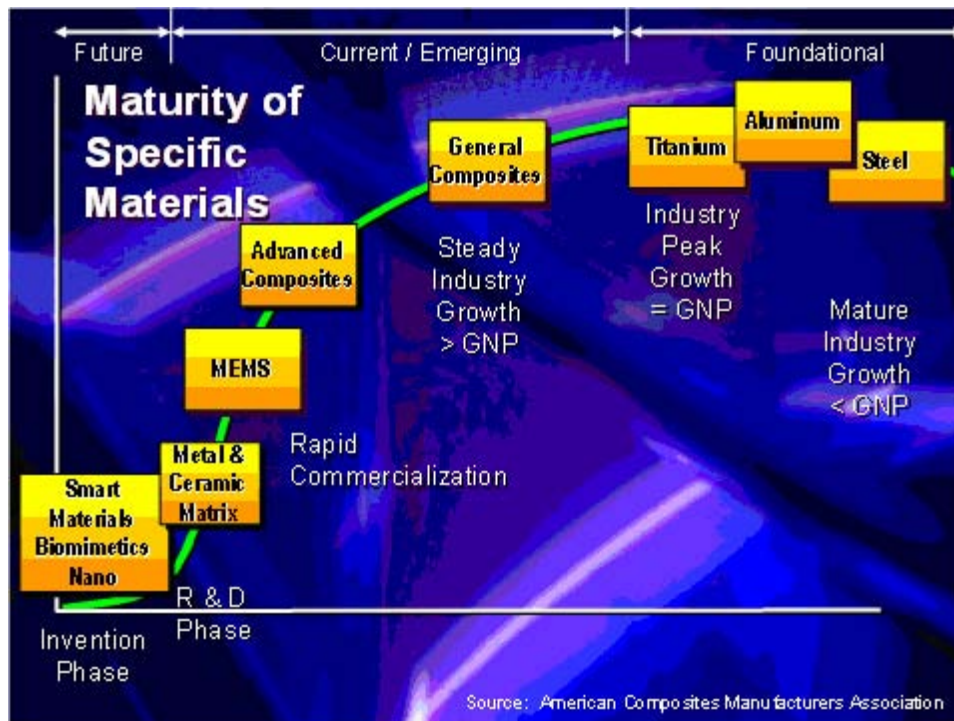 Future
Current / Emerging
Foundational
Maturity of
Specific
Materials
General
Composites
Titanium
Aluminum
Steel
Advanced
Composites
Steady
Industry
Growth
> GNP
Industry
Peak
Growth
= GNP
Mature
Industry
Growth
< GNP
MEMS
Rapid
Commercialization
Metal &
Ceramic
Matrix
Smart
Materials
Biomimetics
Nano
R & D
Phase
Invention
Phase
Source: American Composites Manufacturers Association